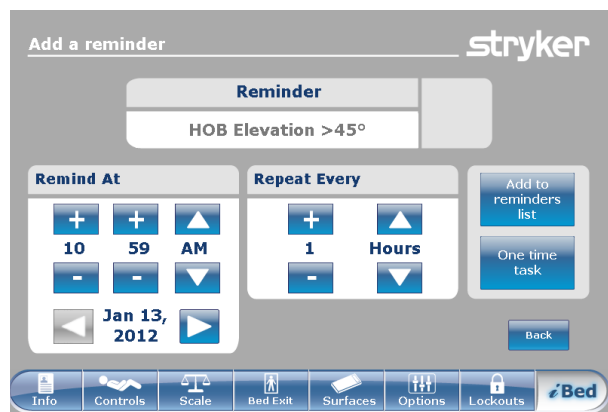 Add a reminder
stryker
Reminder
HOB Elevation >45°
Remind At
Repeat Every
+ + +
10 59 AM 1 Hours
- - -
Jan 13,
2012
Add to
reminders
list
One time
task
Back
Info Controls Scale Bed Exit Surfaces Options Lockouts iBed